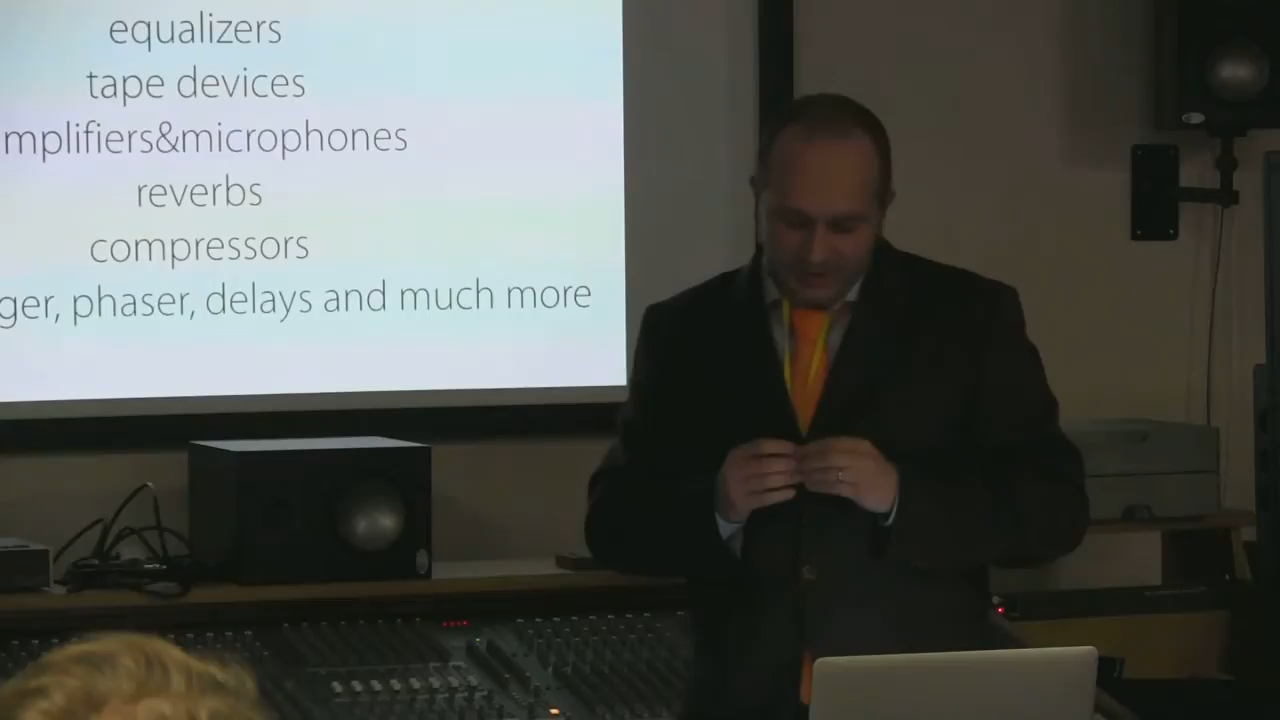 equalizers
tape devices
mplifiers&microphones
reverbs
compressors
ger, phaser, delays and much more